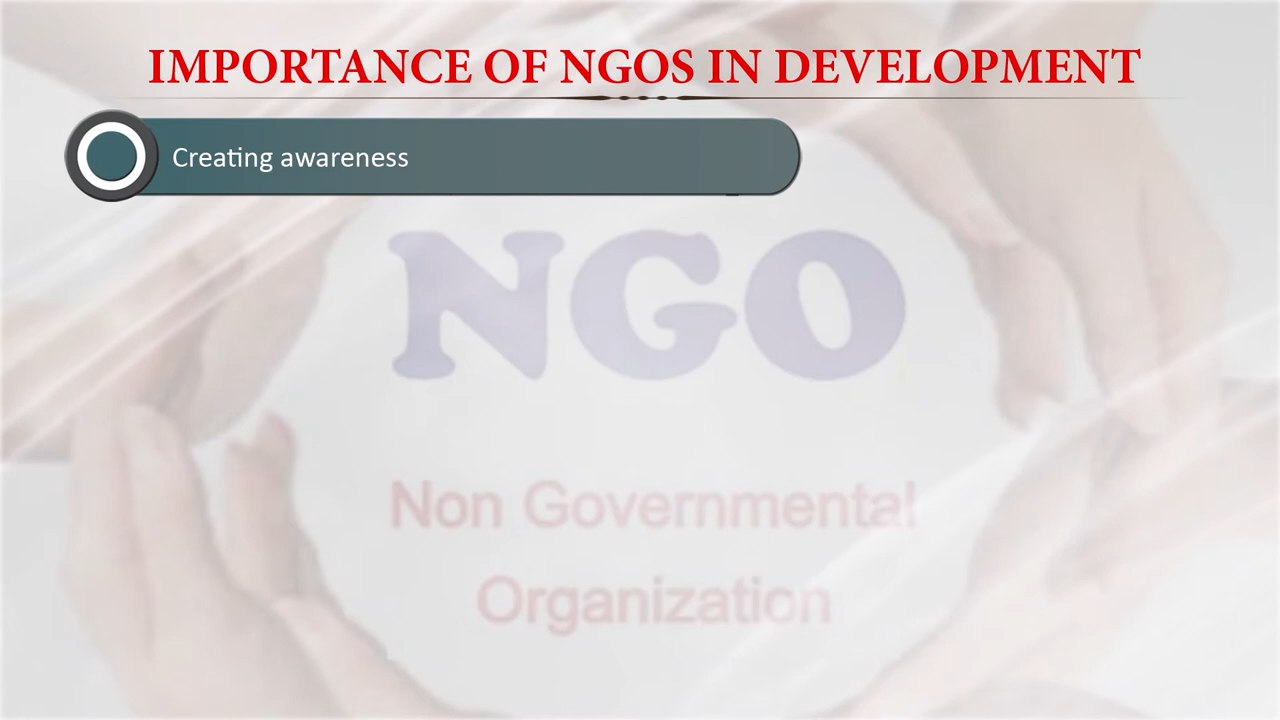 IMPORTANCE OF NGOS IN DEVELOPMENT
Creating awareness
NGO
Non Governmental
Organization